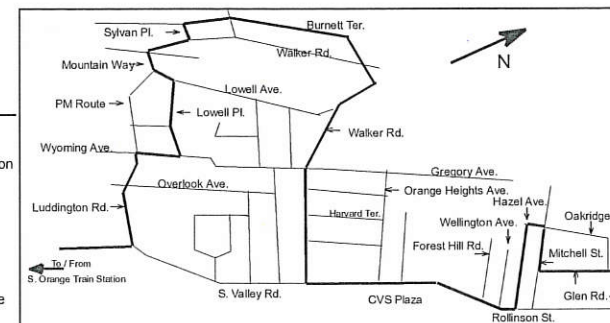 Burnett Ter.
Sylvan Pl.
Walker Rd.
Mountain Way
N
Lowell Ave.
PM Route
Lowell Pl.
Walker Rd.
Wyoming Ave.
on
Gregory Ave.
Overlook Ave.
Orange Heights Ave.
Hazel Ave.
Luddington Rd.
Harvard Ter.
Wellington Ave.
Oakridge
Forest Hill Rd.
Mitchell St.
To / From
S. Orange Train Station
S. Valley Rd.
CVS Plaza
Glen Rd.
e
Rollinson St.